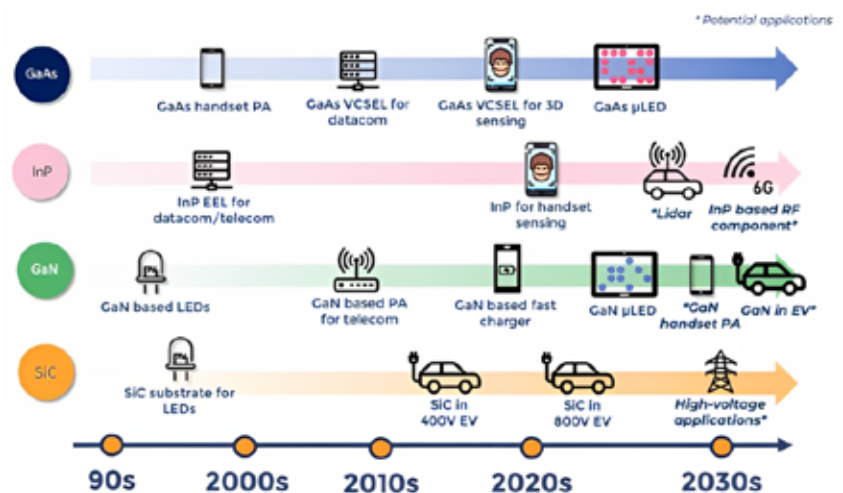 * Potential applications
GaAs
GaAs handset PA
GaAs VCSEL for
datacom
GaAs VCSEL for 3D
sensing
GaAs µLED
InP
InP EEL for
datacom/telecom
InP for handset
sensing
*Lidar
6G
InP based RF
component*
GaN
GaN based LEDs
GaN based PA
for telecom
GaN based fast
charger
GaN µLED
*GaN
handset PA
GaN in EV*
SiC
SiC substrate for
LEDs
SiC in
400V EV
SiC in
800V EV
High-voltage
applications*
90s
2000s
2010s
2020s
2030s